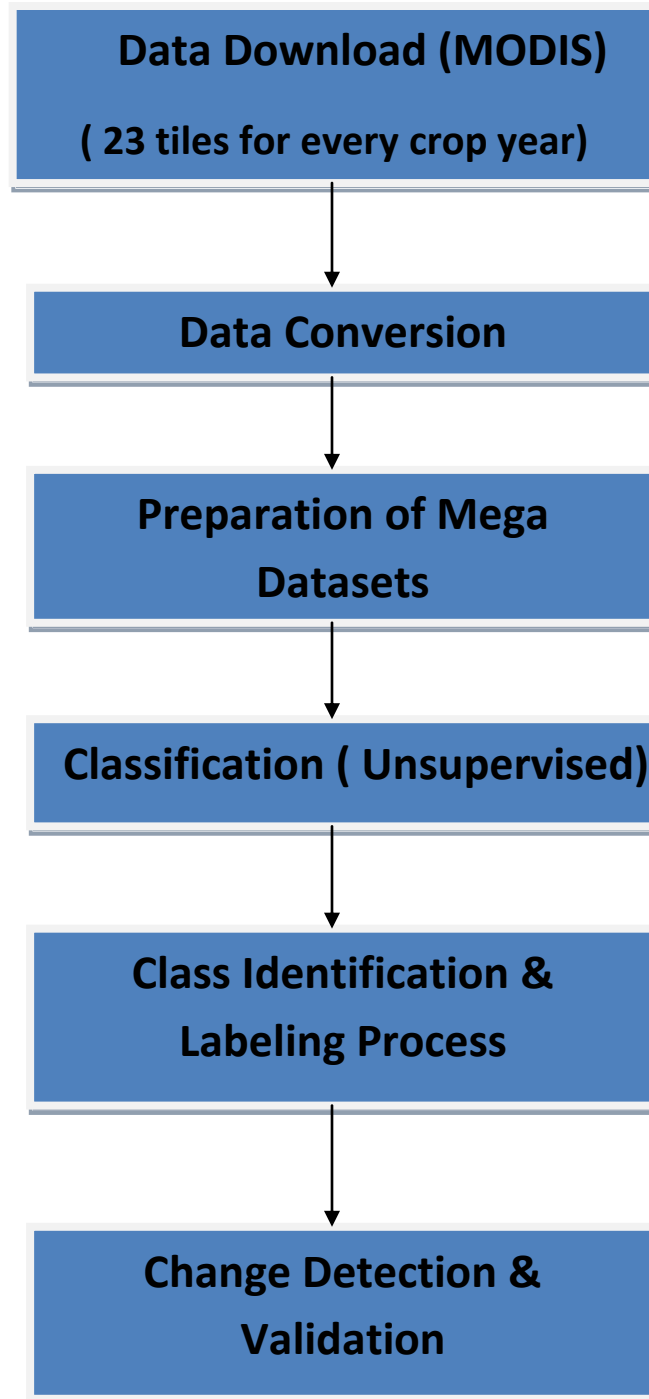 Data Download (MODIS)
( 23 tiles for every crop year)
Data Conversion
Preparation of Mega
Datasets
Classification ( Unsupervised)
Class Identification &
Labeling Process
Change Detection &
Validation